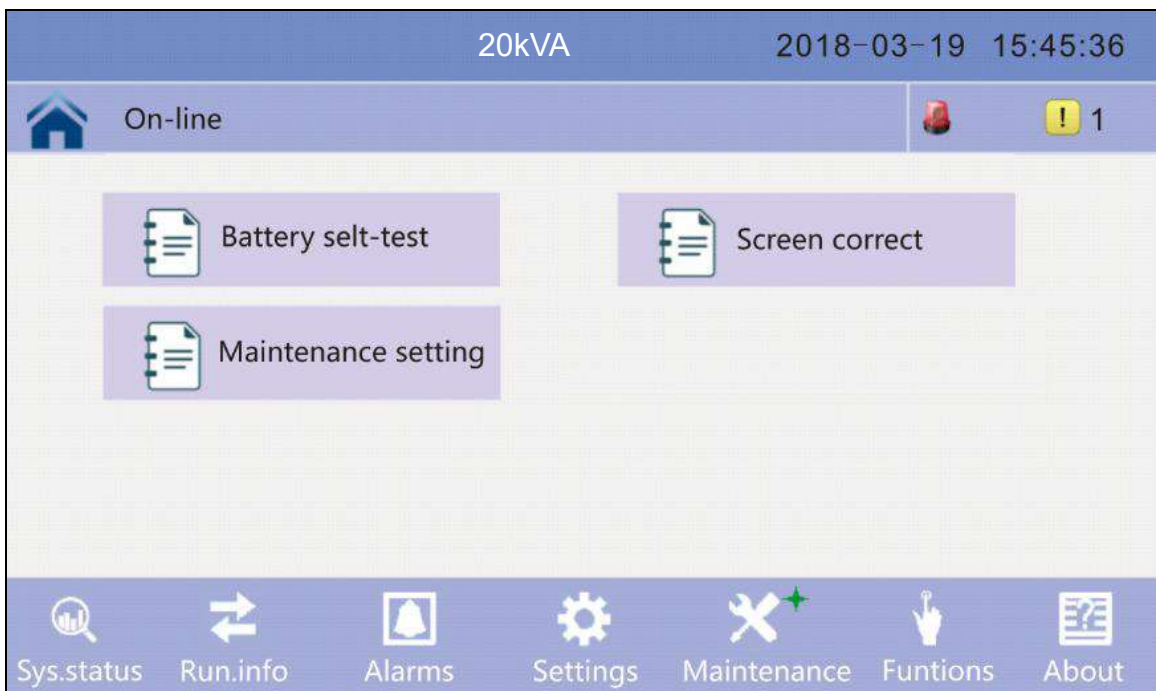 20kVA 2018-03-19 15:45:36
On-line ! 1
Battery selt-test Screen correct
Maintenance setting
Sys.status Run.info Alarms Settings Maintenance Funtions About